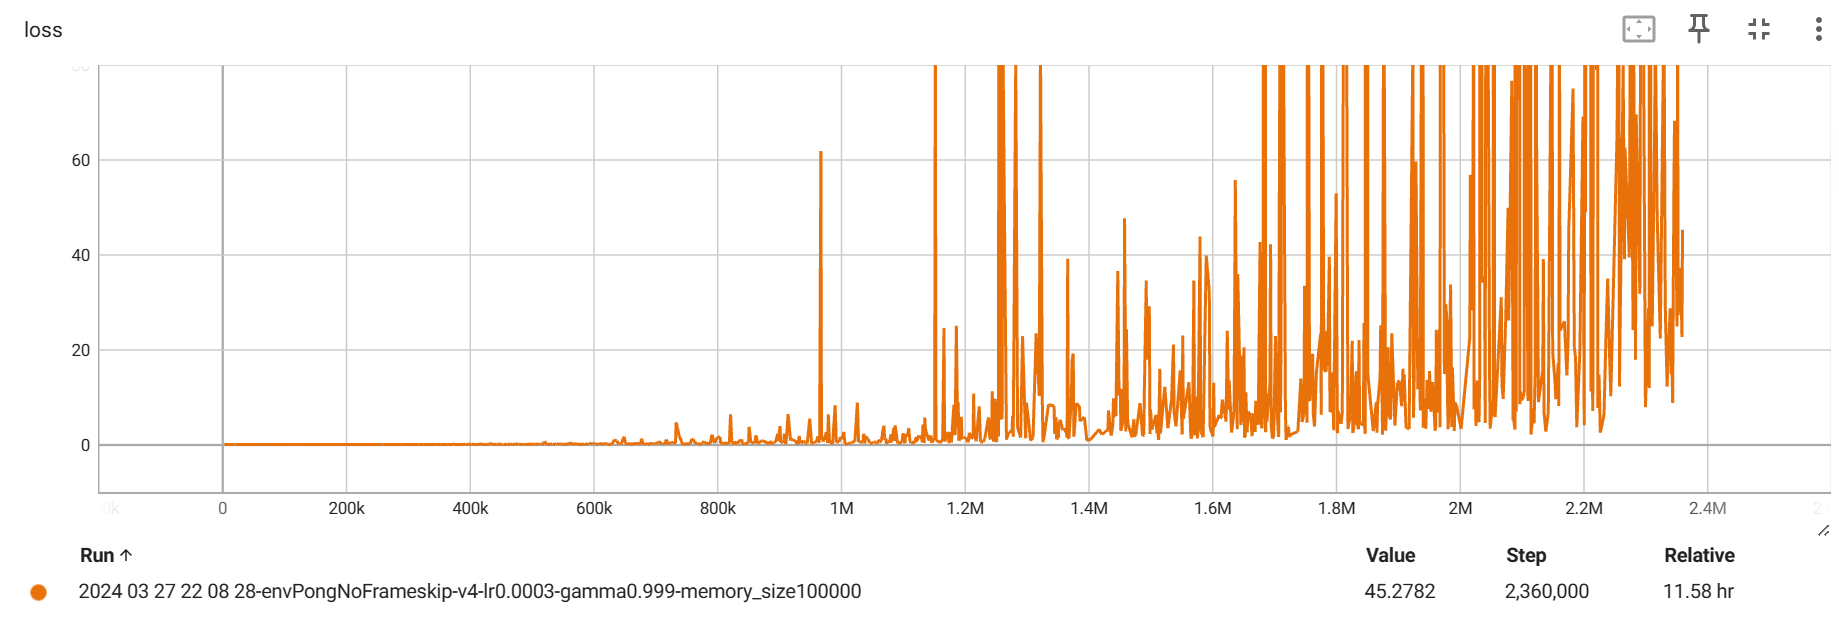 loss
60
40
20
0
0 200k 400k 600k 800k 1M 1.2M 1.4M 1.6M 1.8M 2M 2.2M 2.4M
Run ↑ Value Step Relative
2024 03 27 22 08 28-envPongNoFrameskip-v4-lr0.0003-gamma0.999-memory_size100000 45.2782 2,360,000 11.58 hr